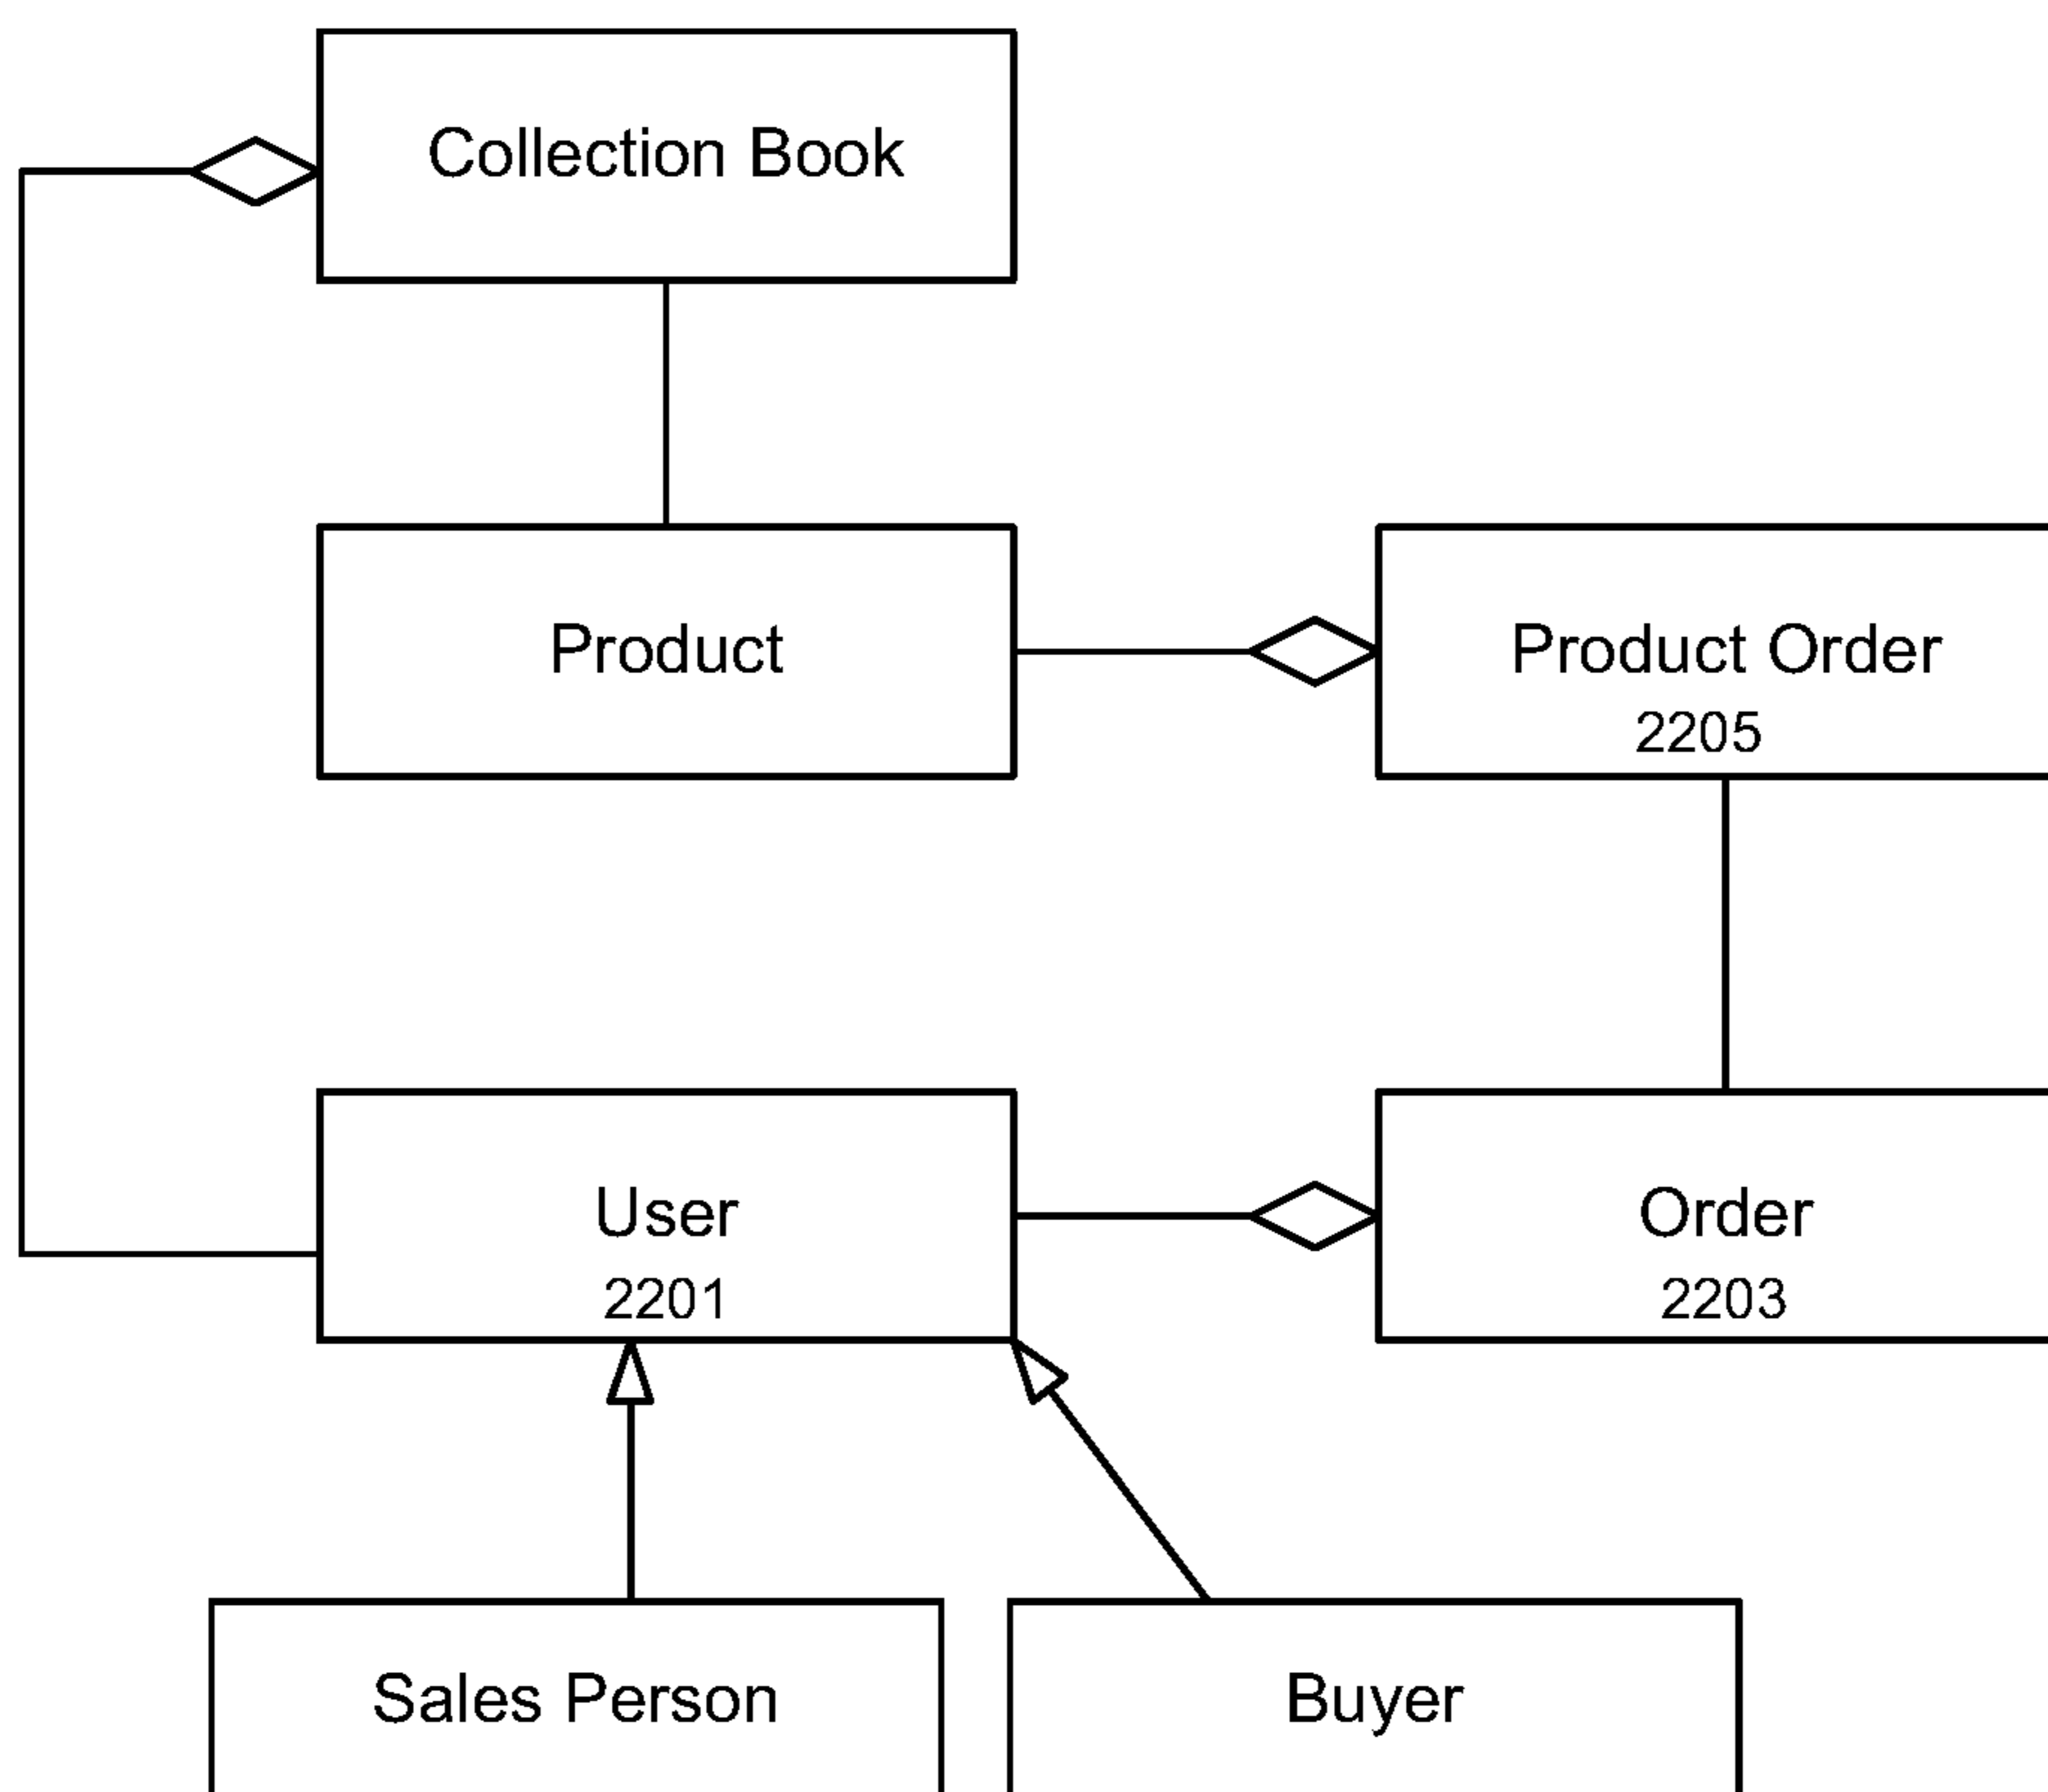 Collection Book
Product
Product Order
2205
User
2201
Order
2203
Sales Person
Buyer